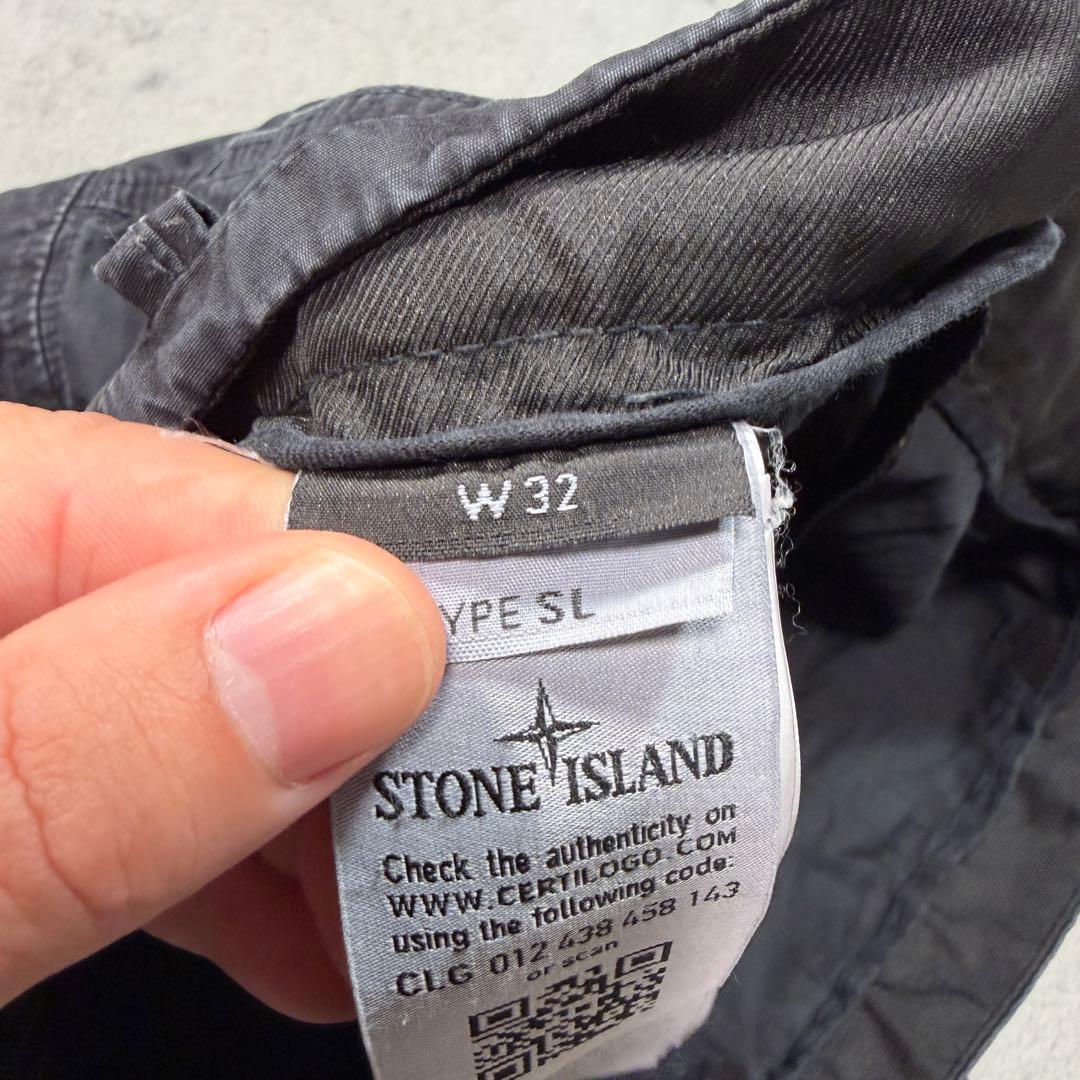 W 32
YPE SL
STONE ISLAND
Check the authenticity on
WWW.CERTILOGO.COM
using the following code:
CLG 012 438 458 143
or scan